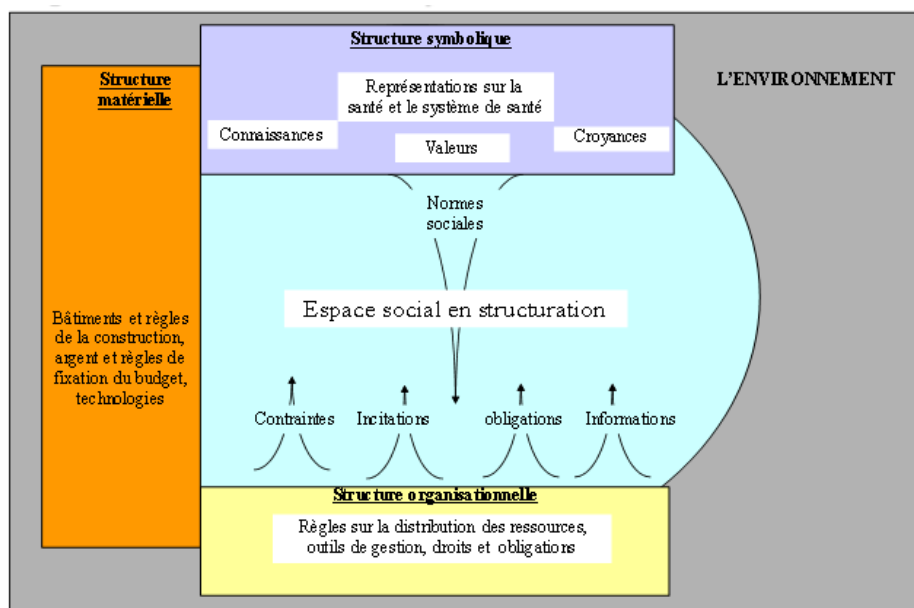 Structure symbolique
Structure
matérielle
L'ENVIRONNEMENT
Représentations sur la
santé et le système de santé
Connaissances
Valeurs
Croyances
Normes
sociales
Espace social en structuration
Bâtiments et règles
de la construction,
argent et règles de
fixation du budget,
technologies
Contraintes
Incitations
obligations
Informations
Structure organisationnelle
Règles sur la distribution des ressources,
outils de gestion, droits et obligations